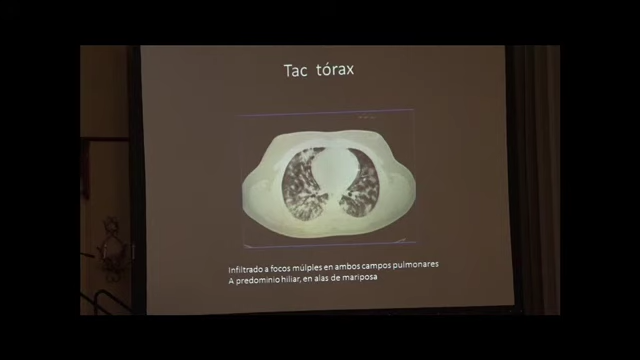 Tac tórax
Infiltrado a focos múlples en ambos campos pulmonares
A predominio hiliar, en alas de mariposa